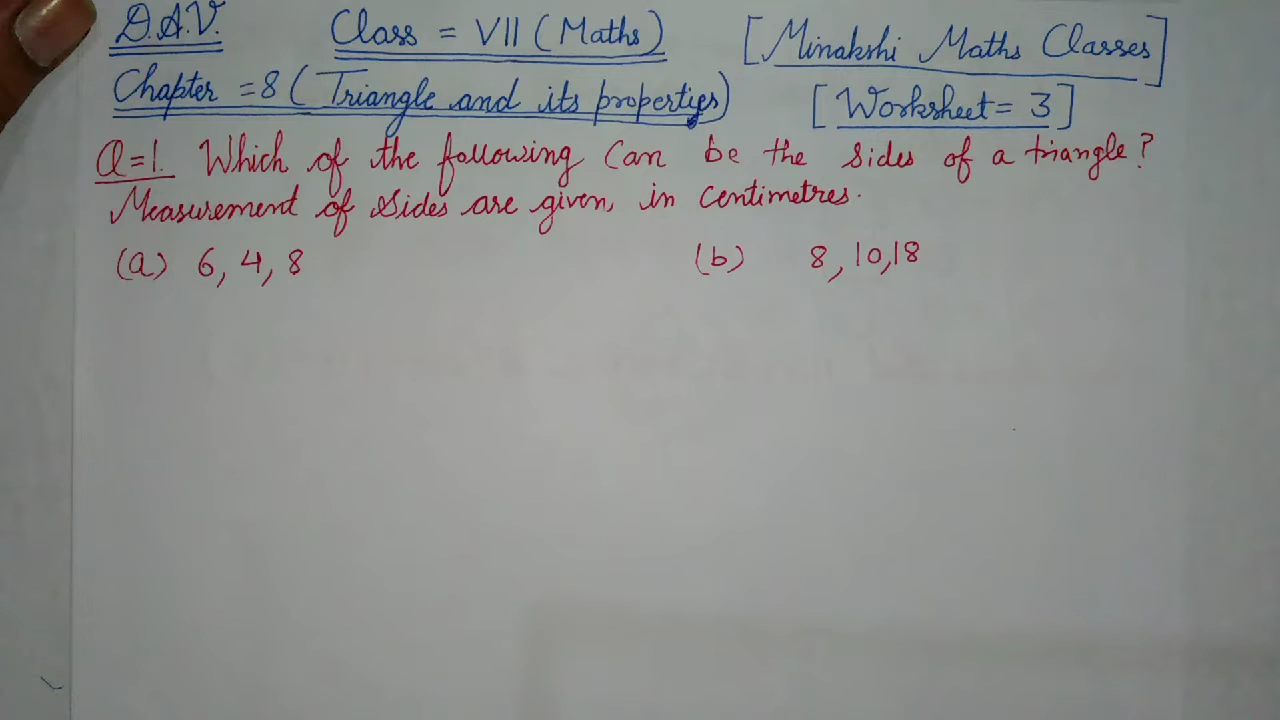 D.A.V. Class = VII (Maths) [Minakshi Maths Classes]
Chapter = 8 (Triangle and its properties) [Worksheet = 3]
Q=1. Which of the following Can be the Sides of a triangle?
Measurement of Sides are given, in Centimetres.
(a) 6, 4, 8 (b) 8, 10, 18